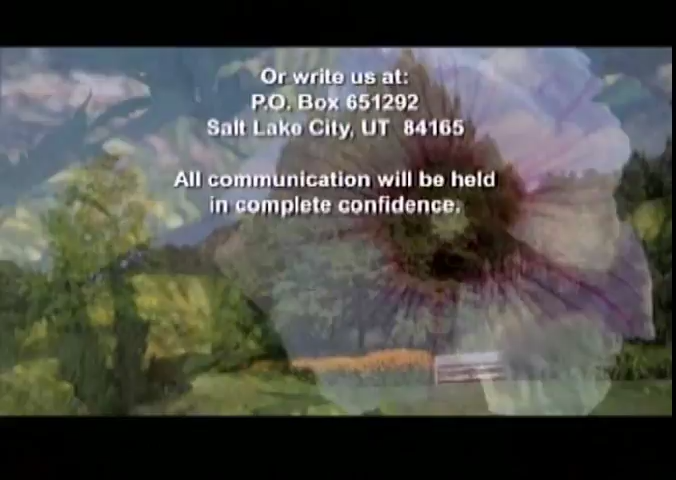 Or write us at:
P.O. Box 651292
Salt Lake City, UT 84165
All communication will be held
in complete confidence.